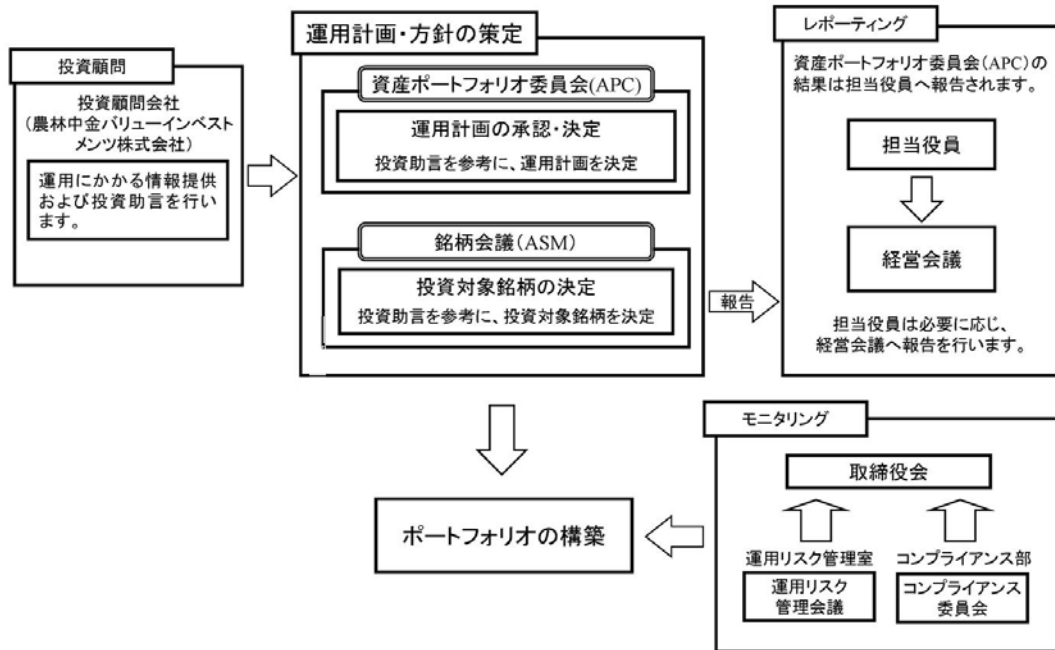 投資顧問
投資顧問会社
(農林中金バリューインベスト
メンツ株式会社)
運用にかかる情報提供
および投資助言を行い
ます。
運用計画・方針の策定
資産ポートフォリオ委員会(APC)
運用計画の承認・決定
投資助言を参考に、運用計画を決定
銘柄会議(ASM)
投資対象銘柄の決定
投資助言を参考に、投資対象銘柄を決定
報告
レポーティング
資産ポートフォリオ委員会(APC)の
結果は担当役員へ報告されます。
担当役員
経営会議
担当役員は必要に応じ、
経営会議へ報告を行います。
ポートフォリオの構築
モニタリング
取締役会
運用リスク管理室
運用リスク
管理会議
コンプライアンス部
コンプライアンス
委員会